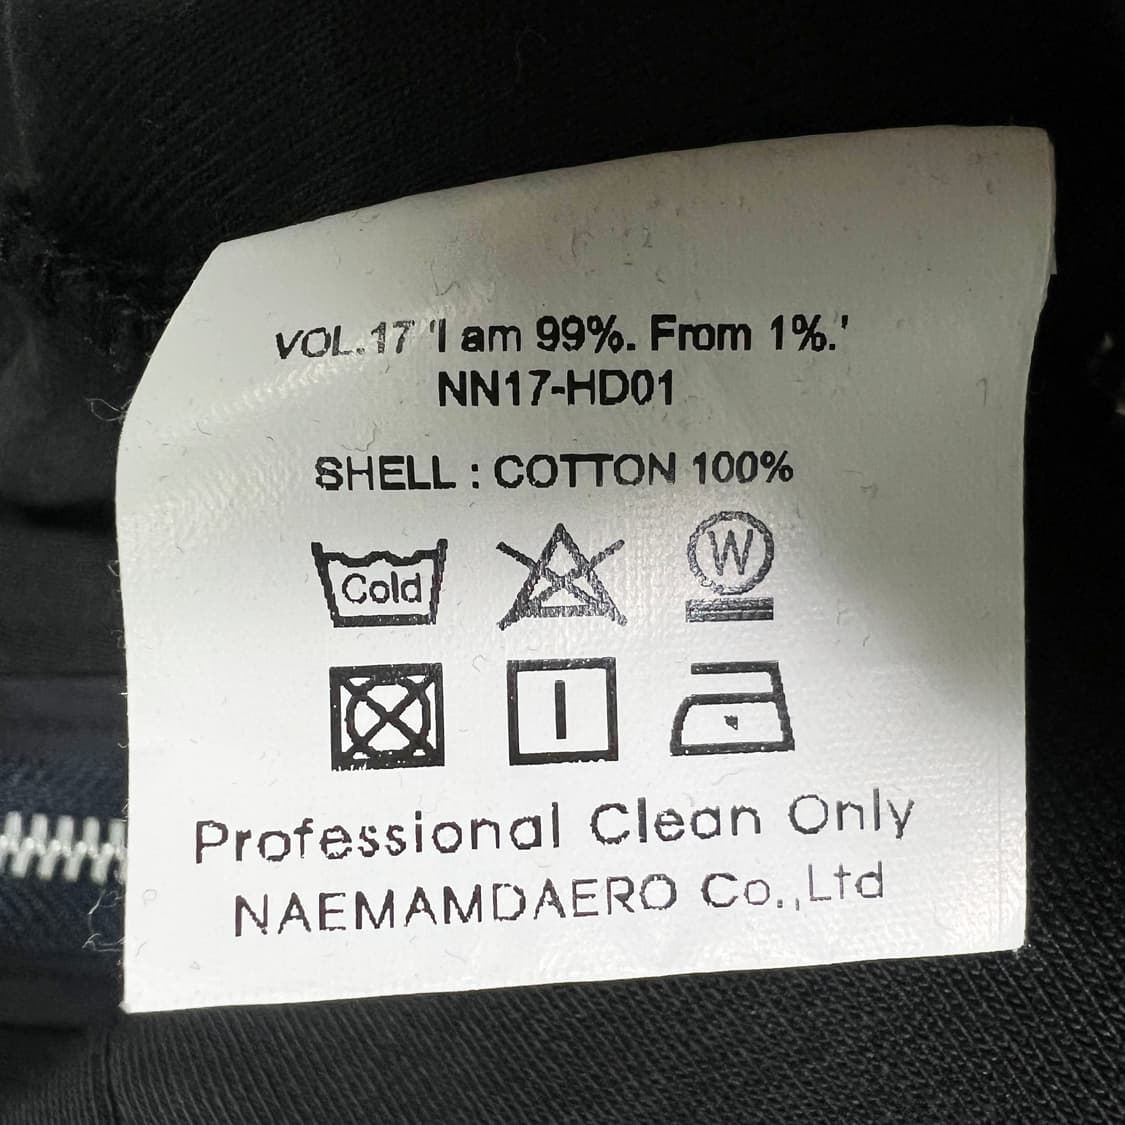 VOL.17 'I am 99%. From 1%.'
NN17-HD01
SHELL : COTTON 100%
Cold
W
Professional Clean Only
NAEMAMDAERO Co.,Ltd